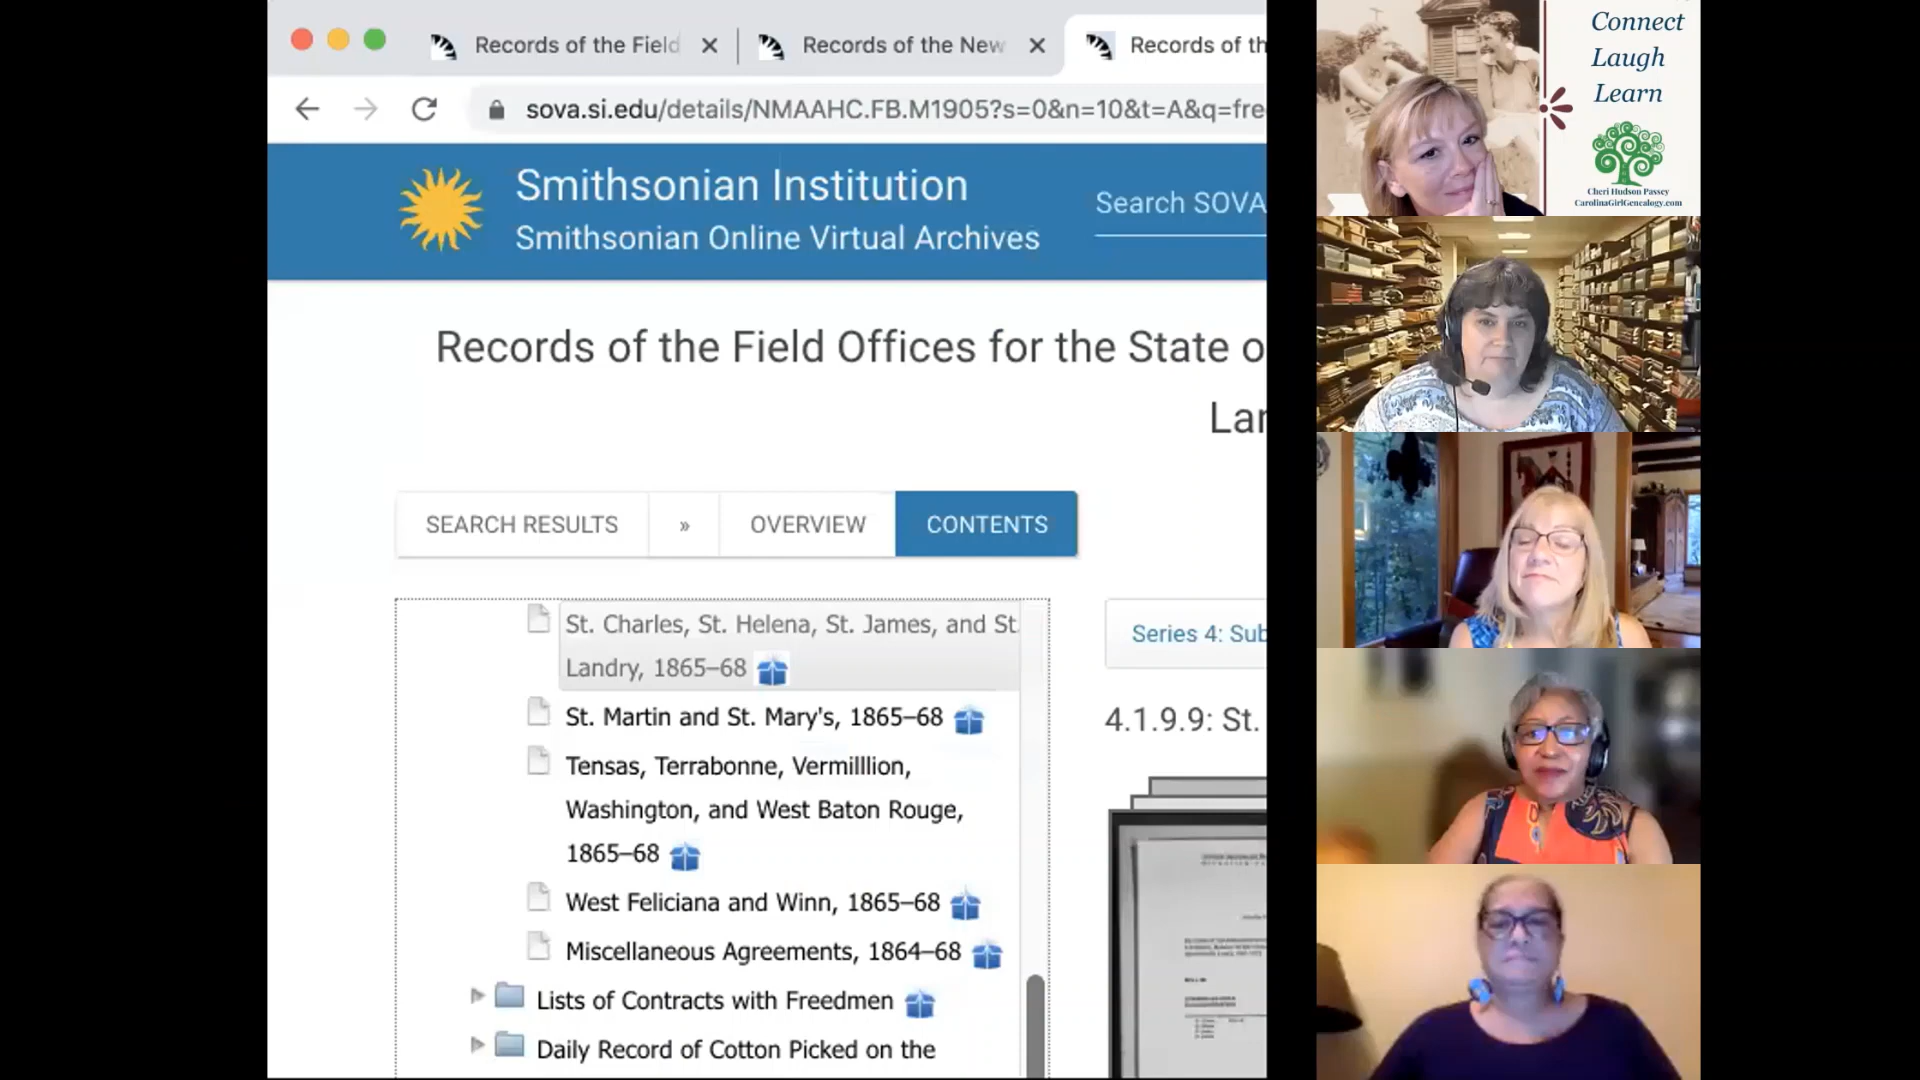 Records of the Field
Records of the New
Records of th
sova.si.edu/details/NMAAHC.FB.M1905?s=0&n=10&t=A&q=fre
Smithsonian Institution
Smithsonian Online Virtual Archives
Search SOVA
Records of the Field Offices for the State o
Lan
SEARCH RESULTS
»
OVERVIEW
CONTENTS
St. Charles, St. Helena, St. James, and St.
Landry, 1865–68
St. Martin and St. Mary's, 1865–68
Tensas, Terrabonne, Vermilllion,
Washington, and West Baton Rouge,
1865–68
West Feliciana and Winn, 1865–68
Miscellaneous Agreements, 1864–68
Lists of Contracts with Freedmen
Daily Record of Cotton Picked on the
Series 4: Sub
4.1.9.9: St.
Connect
Laugh
Learn
Cheri Hudson Passey
CarolinaGirlGenealogy.com